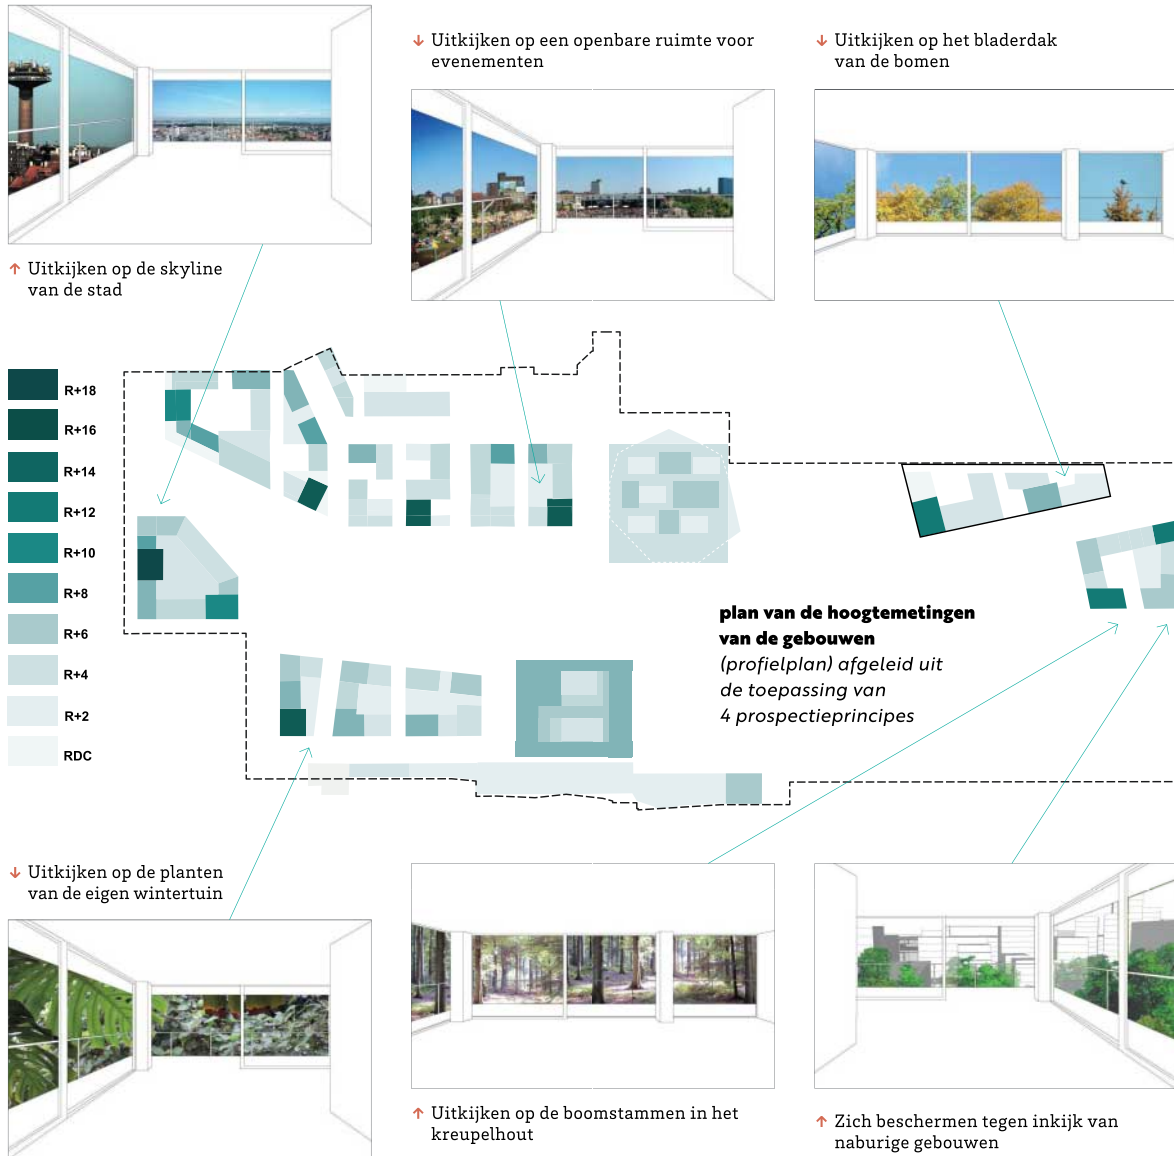 ↓ Uitkijken op een openbare ruimte voor
evenementen
↓ Uitkijken op het bladerdak
van de bomen
↑ Uitkijken op de skyline
van de stad
R+18
R+16
R+14
R+12
R+10
R+8
R+6
R+4
R+2
RDC
plan van de hoogtemetingen
van de gebouwen
(profielplan) afgeleid uit
de toepassing van
4 prospectieprincipes
↓ Uitkijken op de planten
van de eigen wintertuin
↑ Uitkijken op de boomstammen in het
kreupelhout
↑ Zich beschermen tegen inkijk van
naburige gebouwen